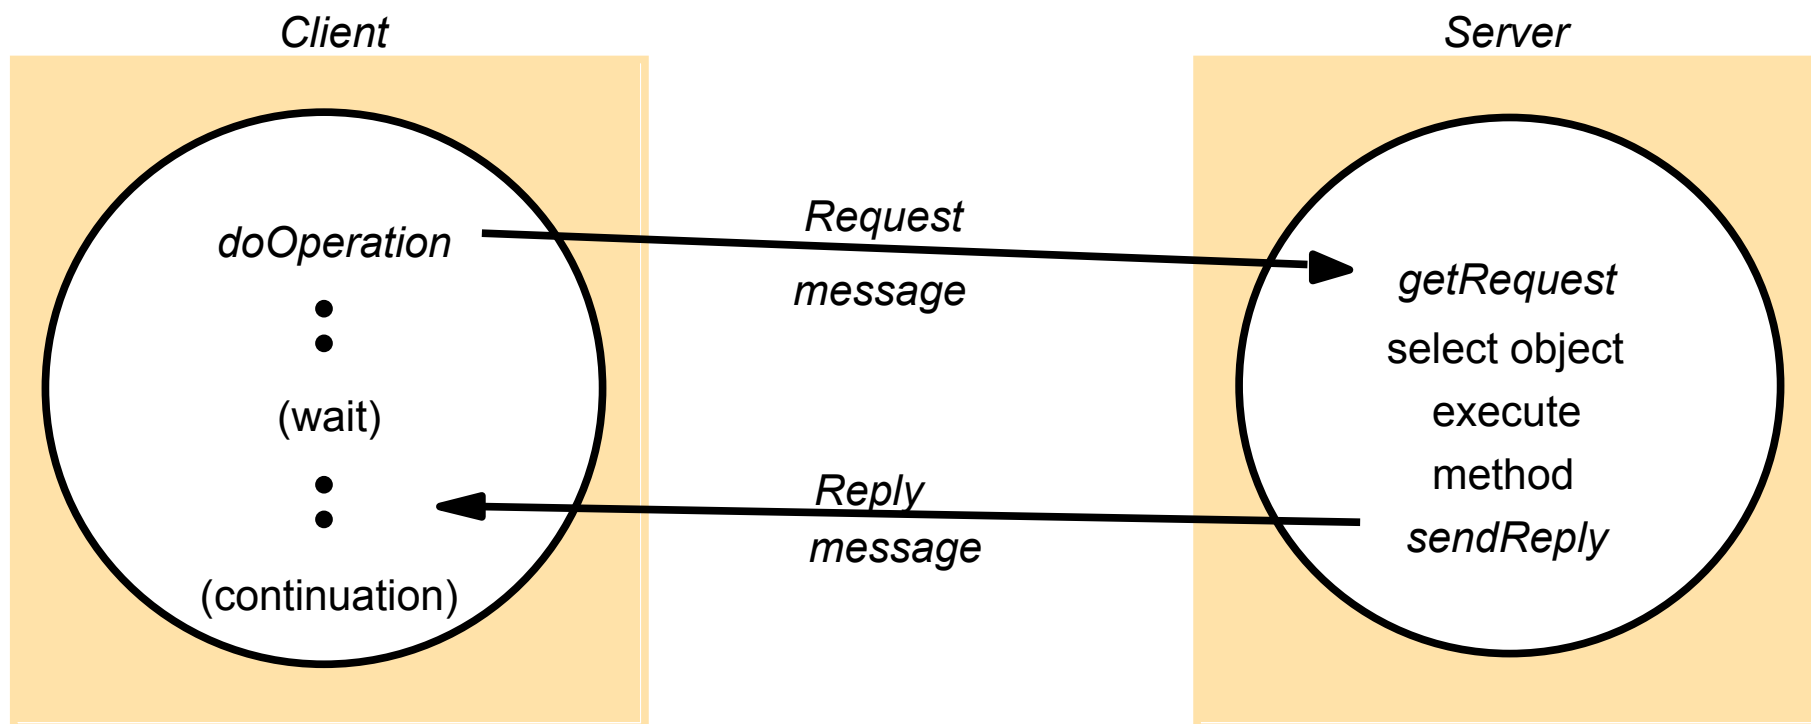 Client
Server
doOperation
(wait)
(continuation)
Request
message
Reply
message
getRequest
select object
execute
method
sendReply